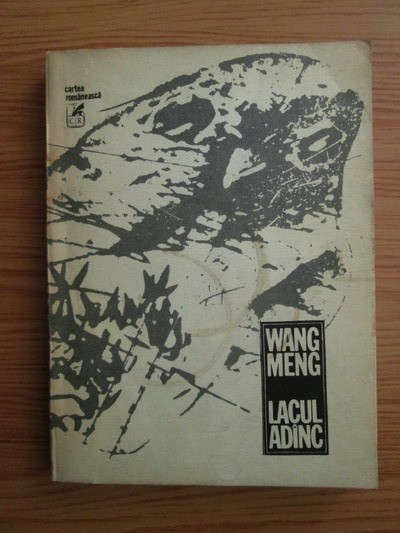 cartea
românească
CR
WANG
MENG
LACUL
ADÎNC